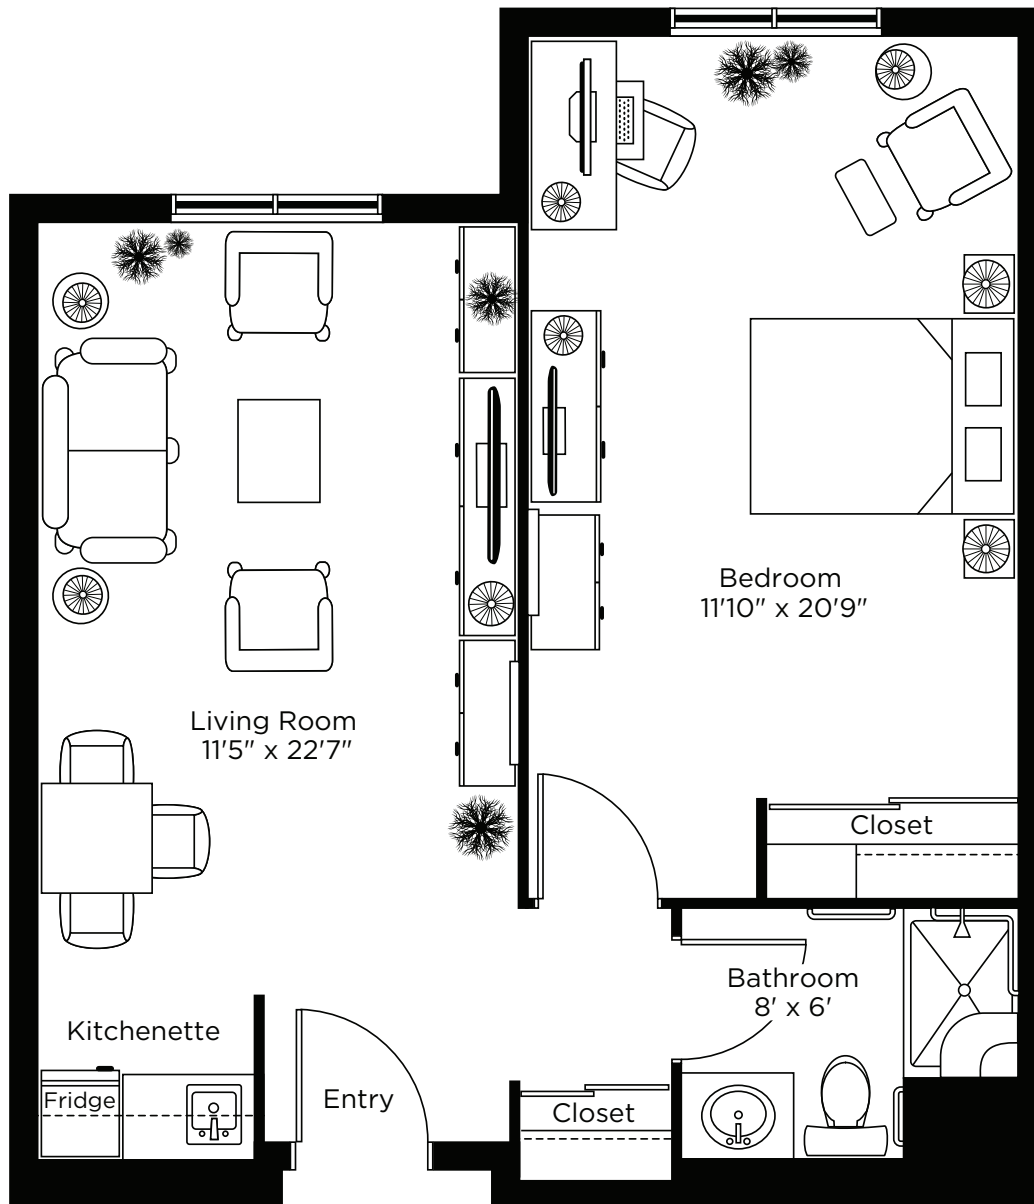 Bedroom
11'10" x 20'9"
Living Room
11'5" x 22'7"
Closet
Bathroom
8' x 6'
Kitchenette
Fridge
Entry
Closet